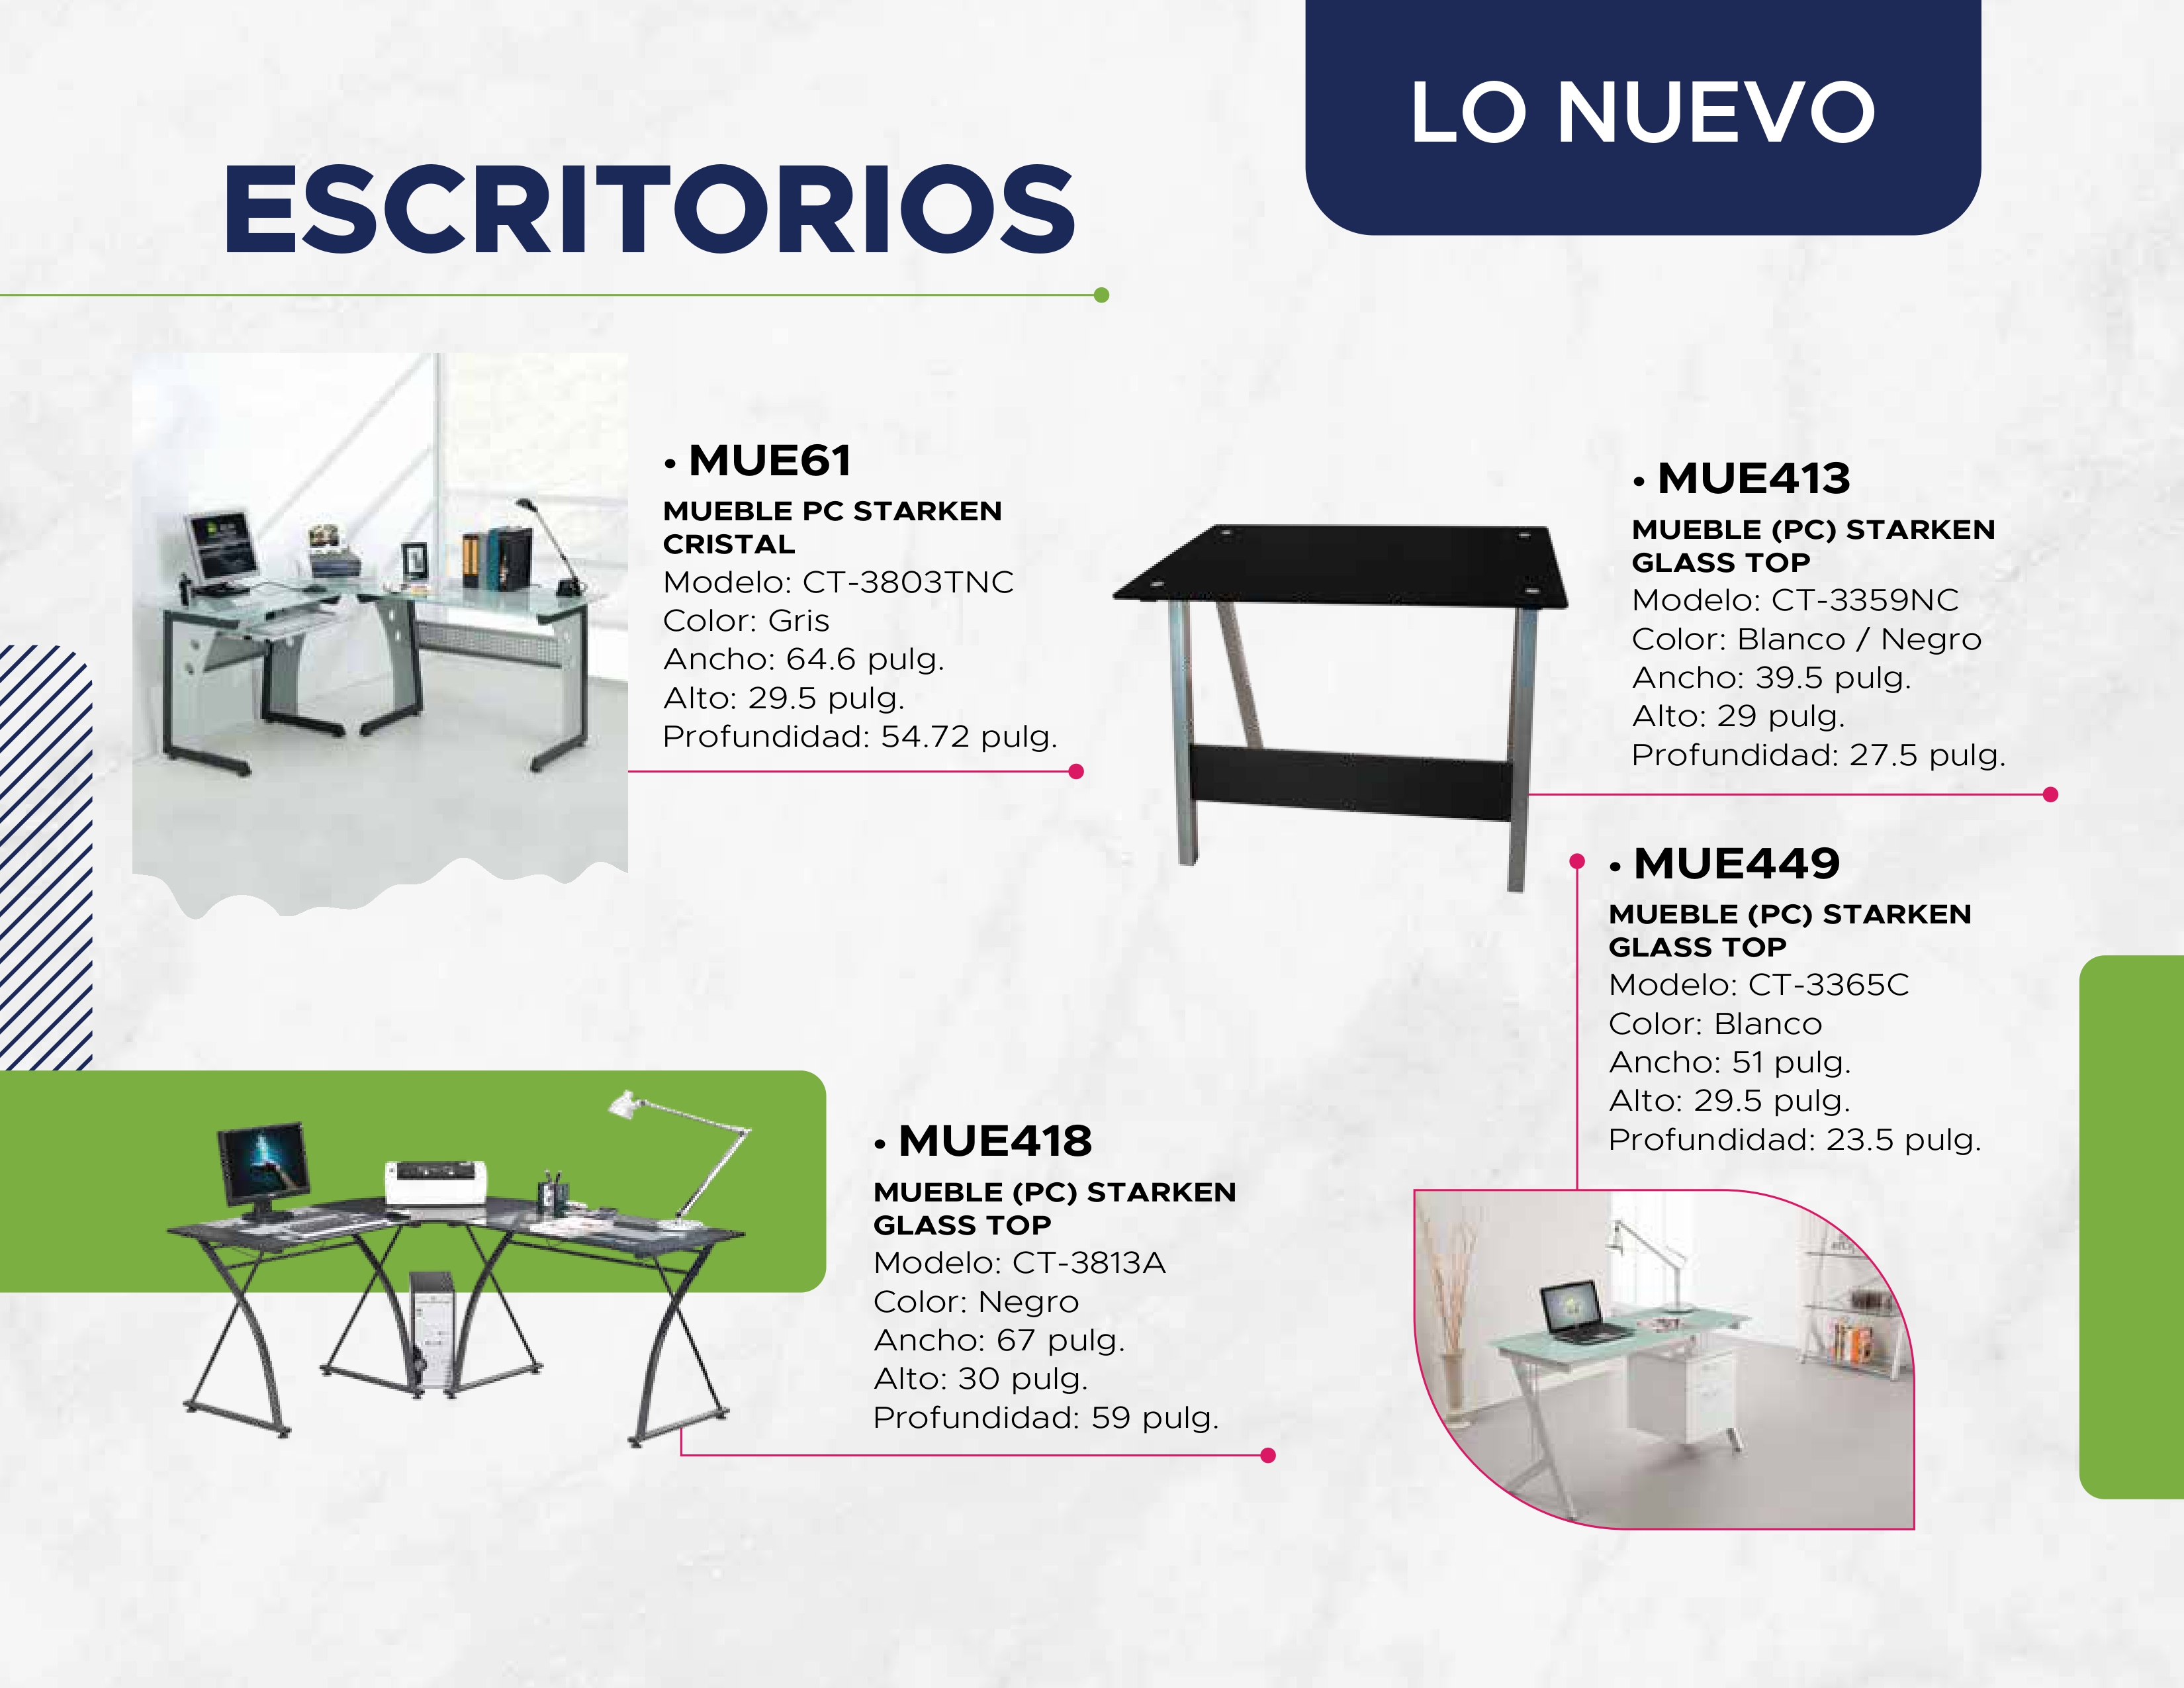 LO NUEVO
ESCRITORIOS
• MUE61
MUEBLE PC STARKEN
CRISTAL
Modelo: CT-3803TNC
Color: Gris
Ancho: 64.6 pulg.
Alto: 29.5 pulg.
Profundidad: 54.72 pulg.
• MUE413
MUEBLE (PC) STARKEN
GLASS TOP
Modelo: CT-3359NC
Color: Blanco / Negro
Ancho: 39.5 pulg.
Alto: 29 pulg.
Profundidad: 27.5 pulg.
• MUE449
MUEBLE (PC) STARKEN
GLASS TOP
Modelo: CT-3365C
Color: Blanco
Ancho: 51 pulg.
Alto: 29.5 pulg.
Profundidad: 23.5 pulg.
• MUE418
MUEBLE (PC) STARKEN
GLASS TOP
Modelo: CT-3813A
Color: Negro
Ancho: 67 pulg.
Alto: 30 pulg.
Profundidad: 59 pulg.